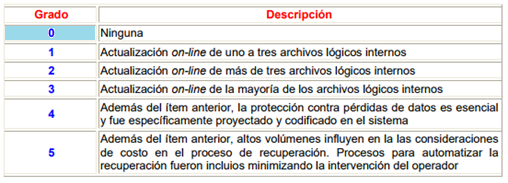 Grado Descripción
0 Ninguna
1 Actualización on-line de uno a tres archivos lógicos internos
2 Actualización on-line de más de tres archivos lógicos internos
3 Actualización on-line de la mayoría de los archivos lógicos internos
4 Además del ítem anterior, la protección contra pérdidas de datos es esencial
y fue específicamente proyectado y codificado en el sistema
5 Además del ítem anterior, altos volúmenes influyen en la las consideraciones
de costo en el proceso de recuperación. Procesos para automatizar la
recuperación fueron incluios minimizando la intervención del operador